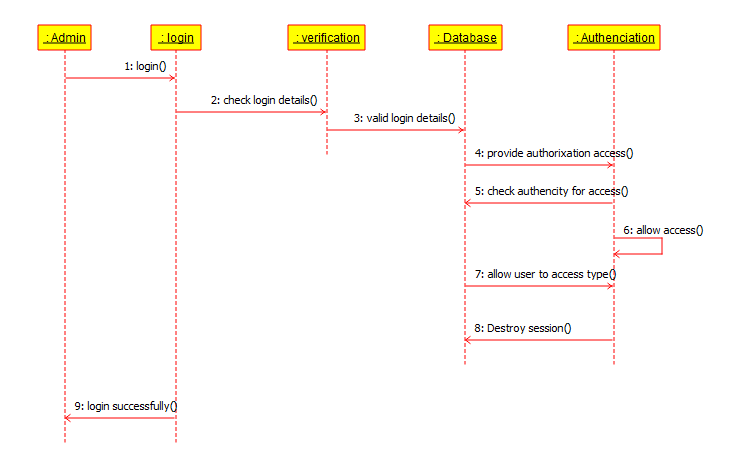 : Admin
: login
: verification
: Database
: Authenciation
1: login()
2: check login details()
3: valid login details()
4: provide authorixation access()
5: check authencity for access()
6: allow access()
7: allow user to access type()
8: Destroy session()
9: login successfully()